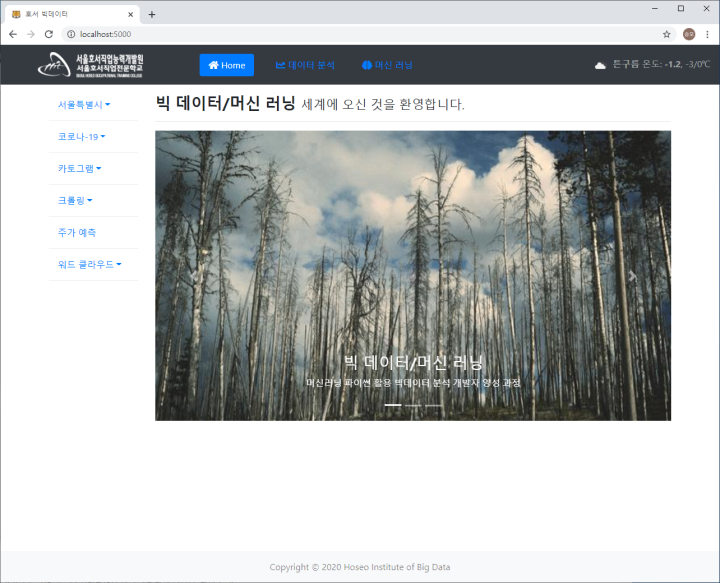 호서 빅데이터
localhost:5000
서울호서직업능력개발원
서울호서직업전문학교
SEOUL HOSEO OCCUPATIONAL TRAINING COLLEGE
Home
데이터 분석
머신 러닝
튼구름 온도: -1.2, -3/0℃
서울특별시
코로나-19
카토그램
크롤링
주가 예측
워드 클라우드
빅 데이터/머신 러닝 세계에 오신 것을 환영합니다.
빅 데이터/머신 러닝
머신러닝 파이썬 활용 빅데이터 분석 개발자 양성 과정
Copyright © 2020 Hoseo Institute of Big Data